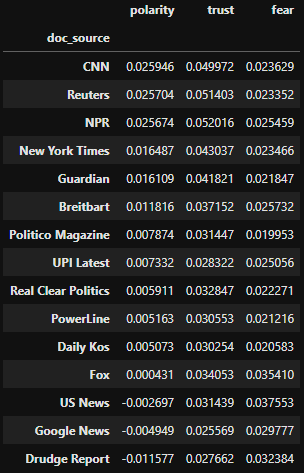 polarity trust fear
doc_source
CNN 0.025946 0.049972 0.023629
Reuters 0.025704 0.051403 0.023352
NPR 0.025674 0.052016 0.025459
New York Times 0.016487 0.043037 0.023466
Guardian 0.016109 0.041821 0.021847
Breitbart 0.011816 0.037152 0.025732
Politico Magazine 0.007874 0.031447 0.019953
UPI Latest 0.007332 0.028322 0.025056
Real Clear Politics 0.005911 0.032847 0.022271
PowerLine 0.005163 0.030553 0.021216
Daily Kos 0.005073 0.030254 0.020583
Fox 0.000431 0.034053 0.035410
US News -0.002697 0.031439 0.037553
Google News -0.004949 0.025569 0.029777
Drudge Report -0.011577 0.027662 0.032384